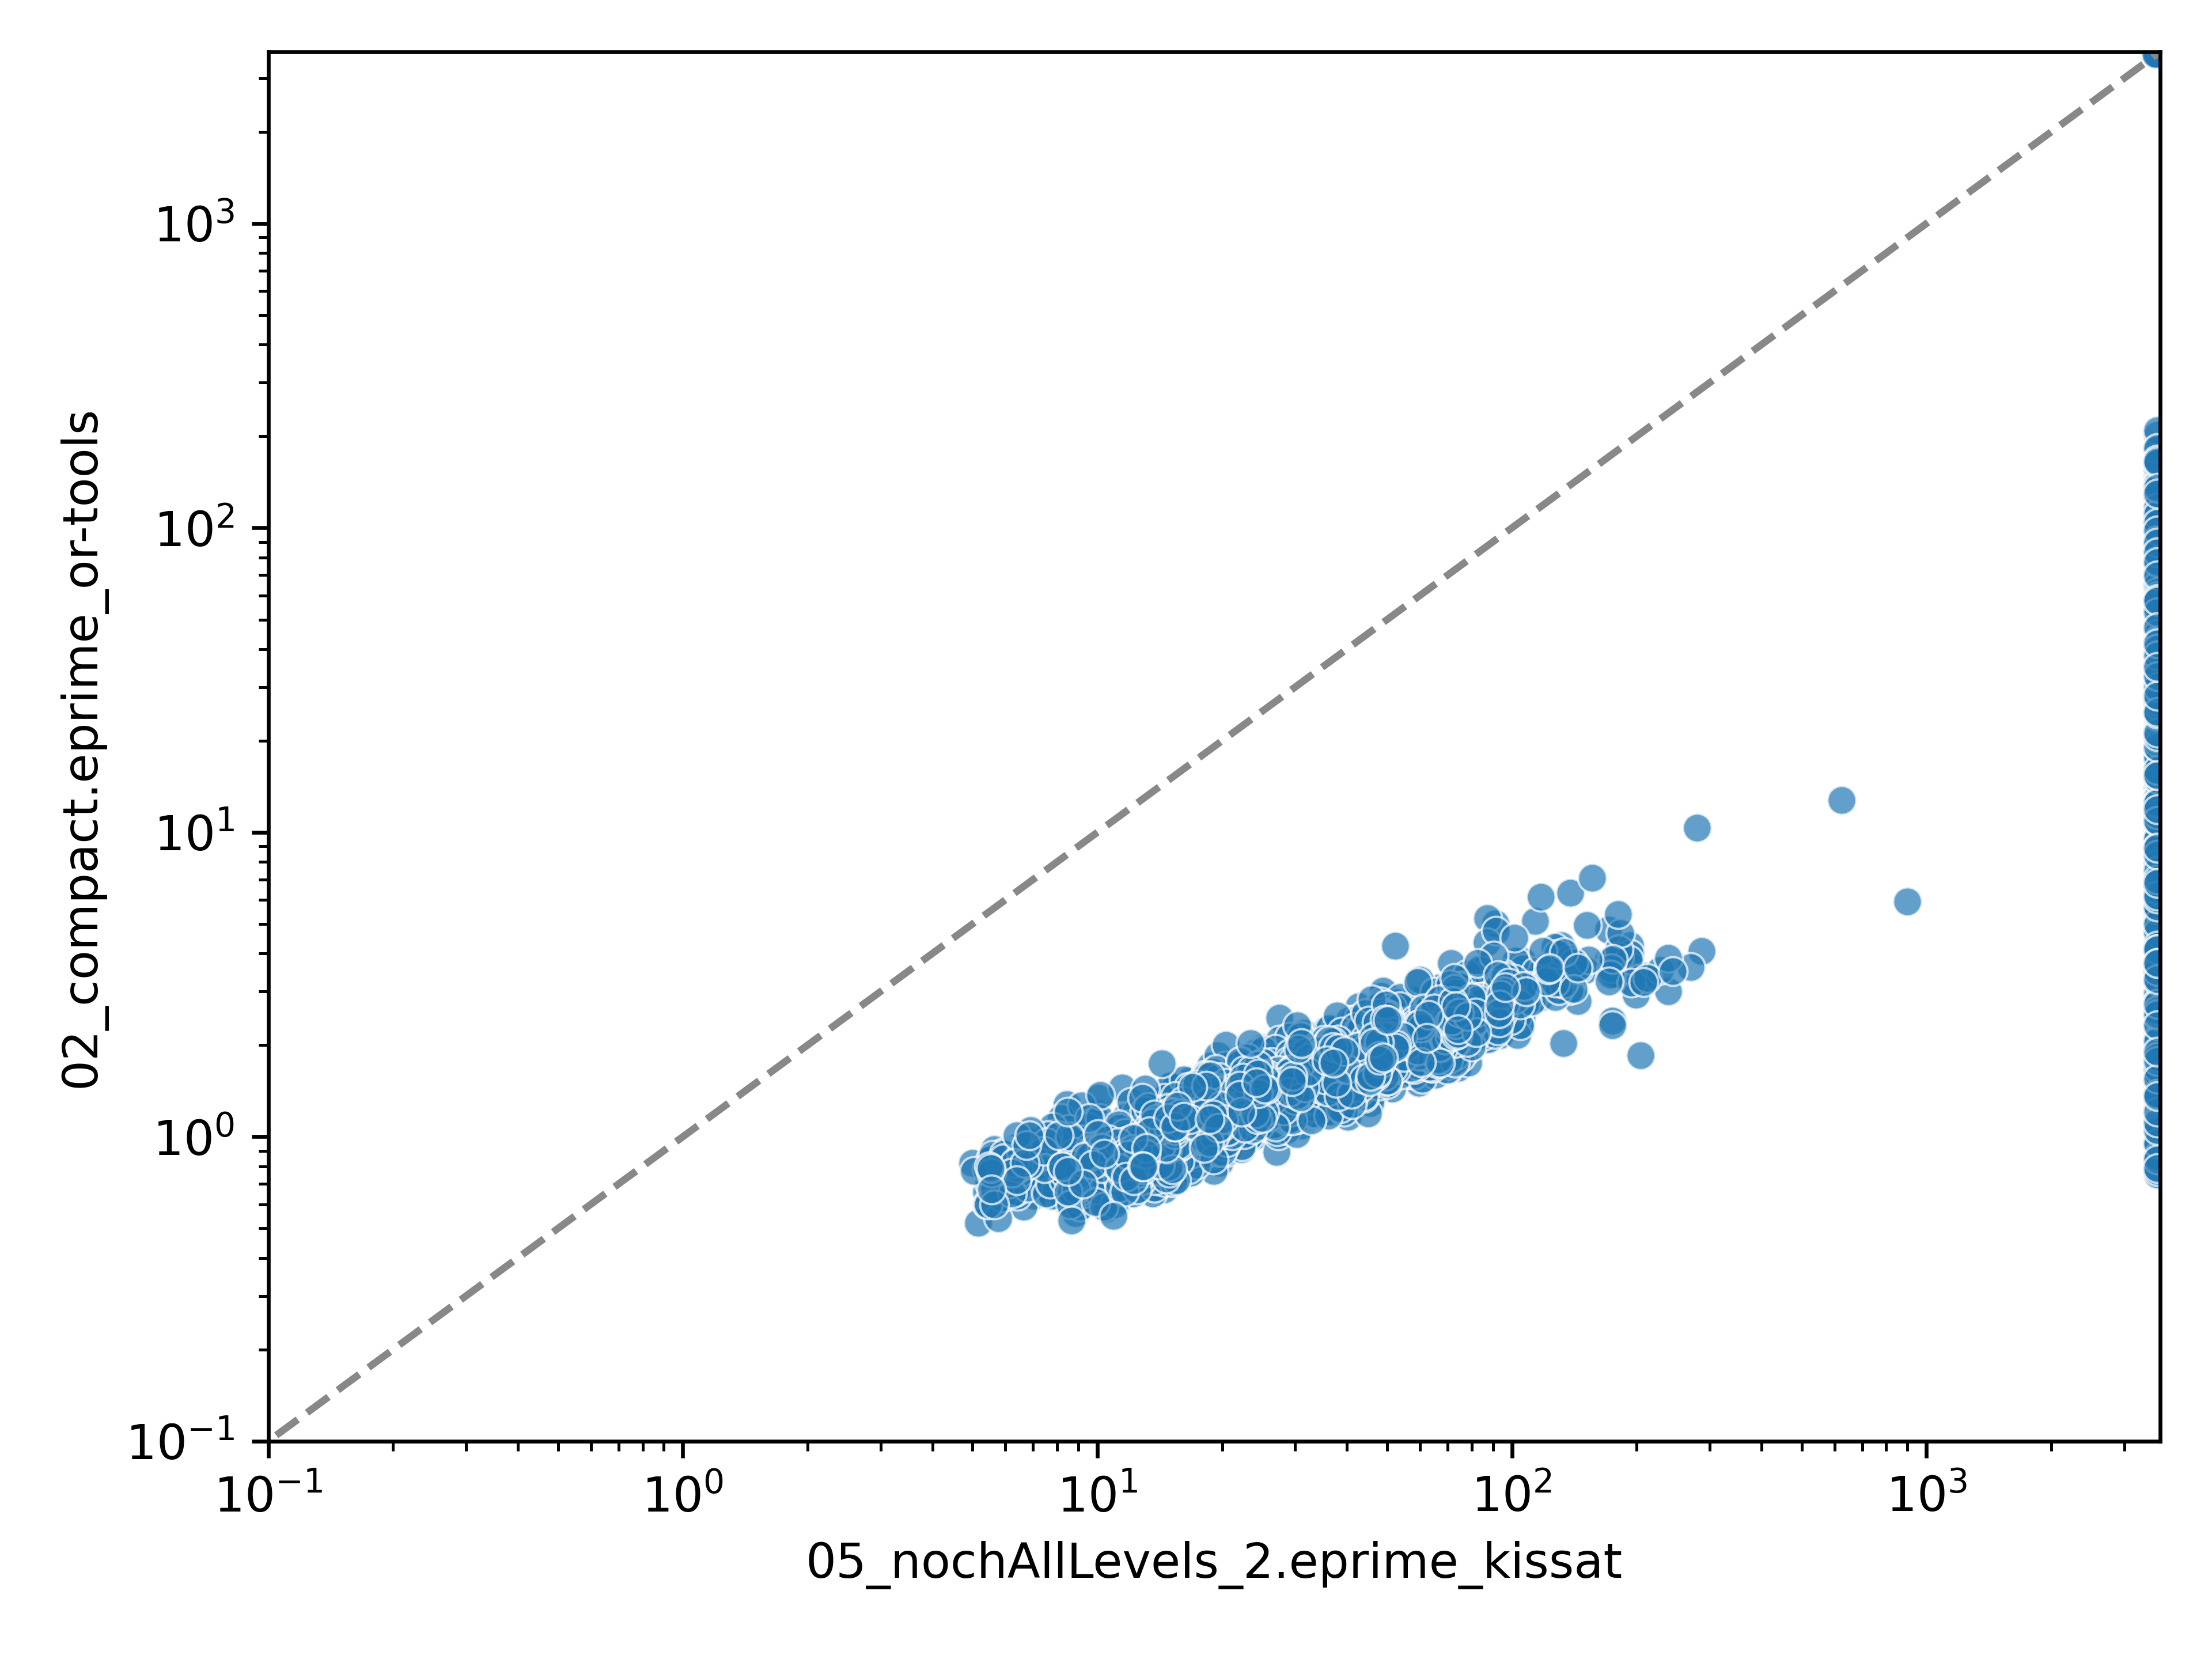 10³
10²
10¹
10⁰
10⁻¹
02_compact.eprime_or-tools
10⁻¹ 10⁰ 10¹ 10² 10³
05_nochAllLevels_2.eprime_kissat